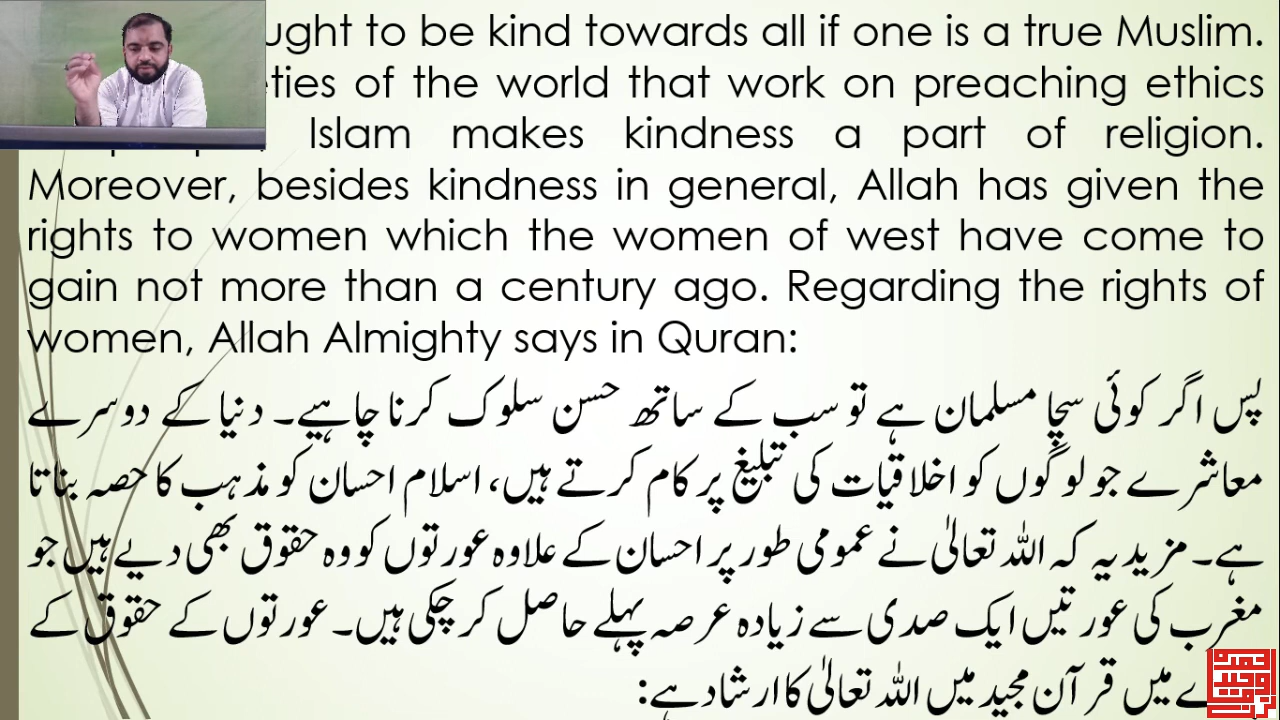 ught to be kind towards all if one is a true Muslim.
ties of the world that work on preaching ethics
Islam makes kindness a part of religion.
Moreover, besides kindness in general, Allah has given the
rights to women which the women of west have come to
gain not more than a century ago. Regarding the rights of
women, Allah Almighty says in Quran:
پس اگر کوئی سچا مسلمان ہے تو سب کے ساتھ حسن سلوک کرنا چاہیے۔ دنیا کے دوسرے
معاشرے جو لوگوں کو اخلاقیات کی تبلیغ پر کام کرتے ہیں، اسلام احسان کو مذہب کا حصہ بناتا
ہے۔ مزید یہ کہ اللہ تعالیٰ نے عمومی طور پر احسان کے علاوہ عورتوں کو وہ حقوق بھی دیے ہیں جو
مغرب کی عورتیں ایک صدی سے زیادہ عرصہ پہلے حاصل کر چکی ہیں۔ عورتوں کے حقوق کے
میں قرآن مجید میں اللہ تعالیٰ کا ارشاد ہے: